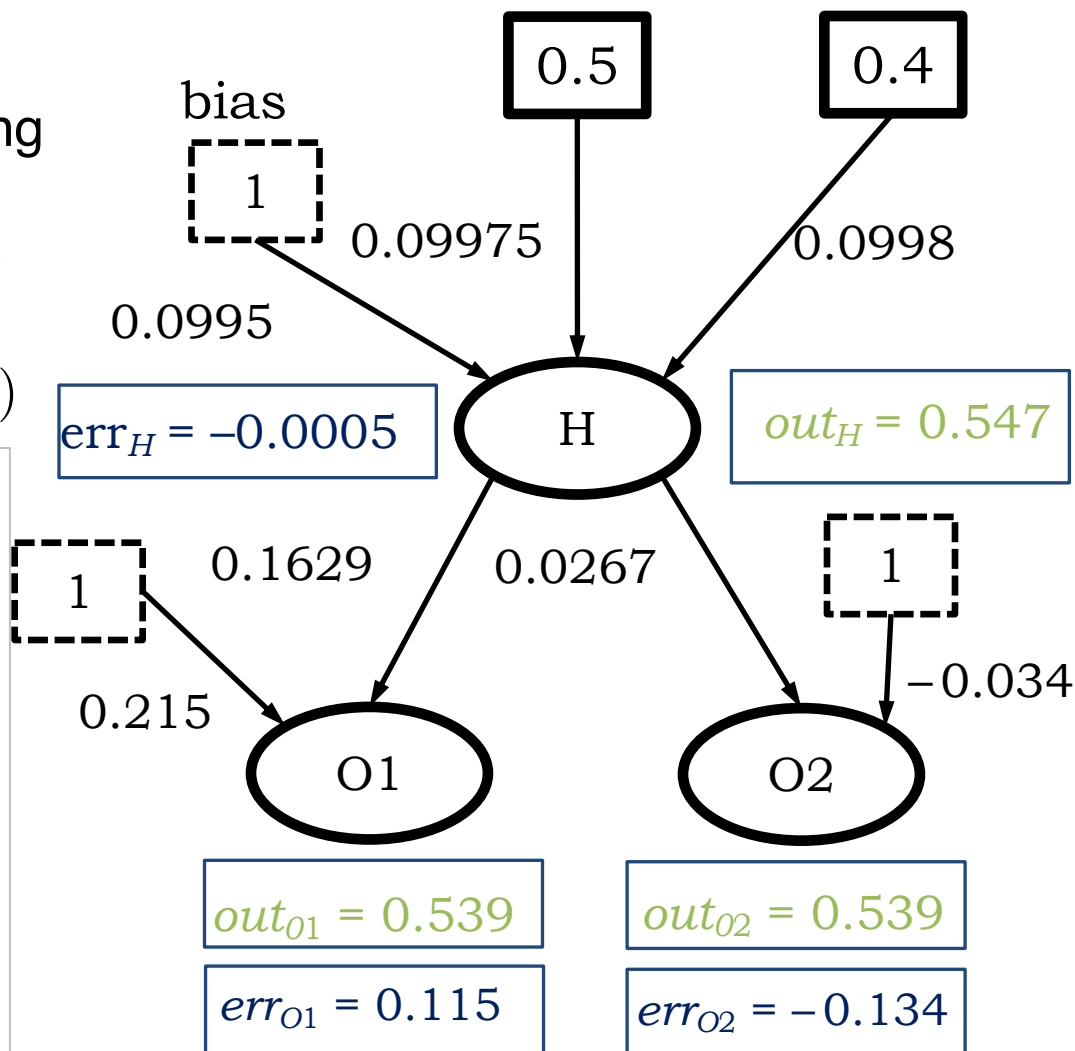 0.5
0.4
bias
ng
1
0.09975
0.0998
0.0995
)
err_H = –0.0005
H
out_H = 0.547
1
0.1629
0.0267
1
0.215
–0.034
O1
O2
out_01 = 0.539
out_02 = 0.539
err_O1 = 0.115
err_O2 = –0.134